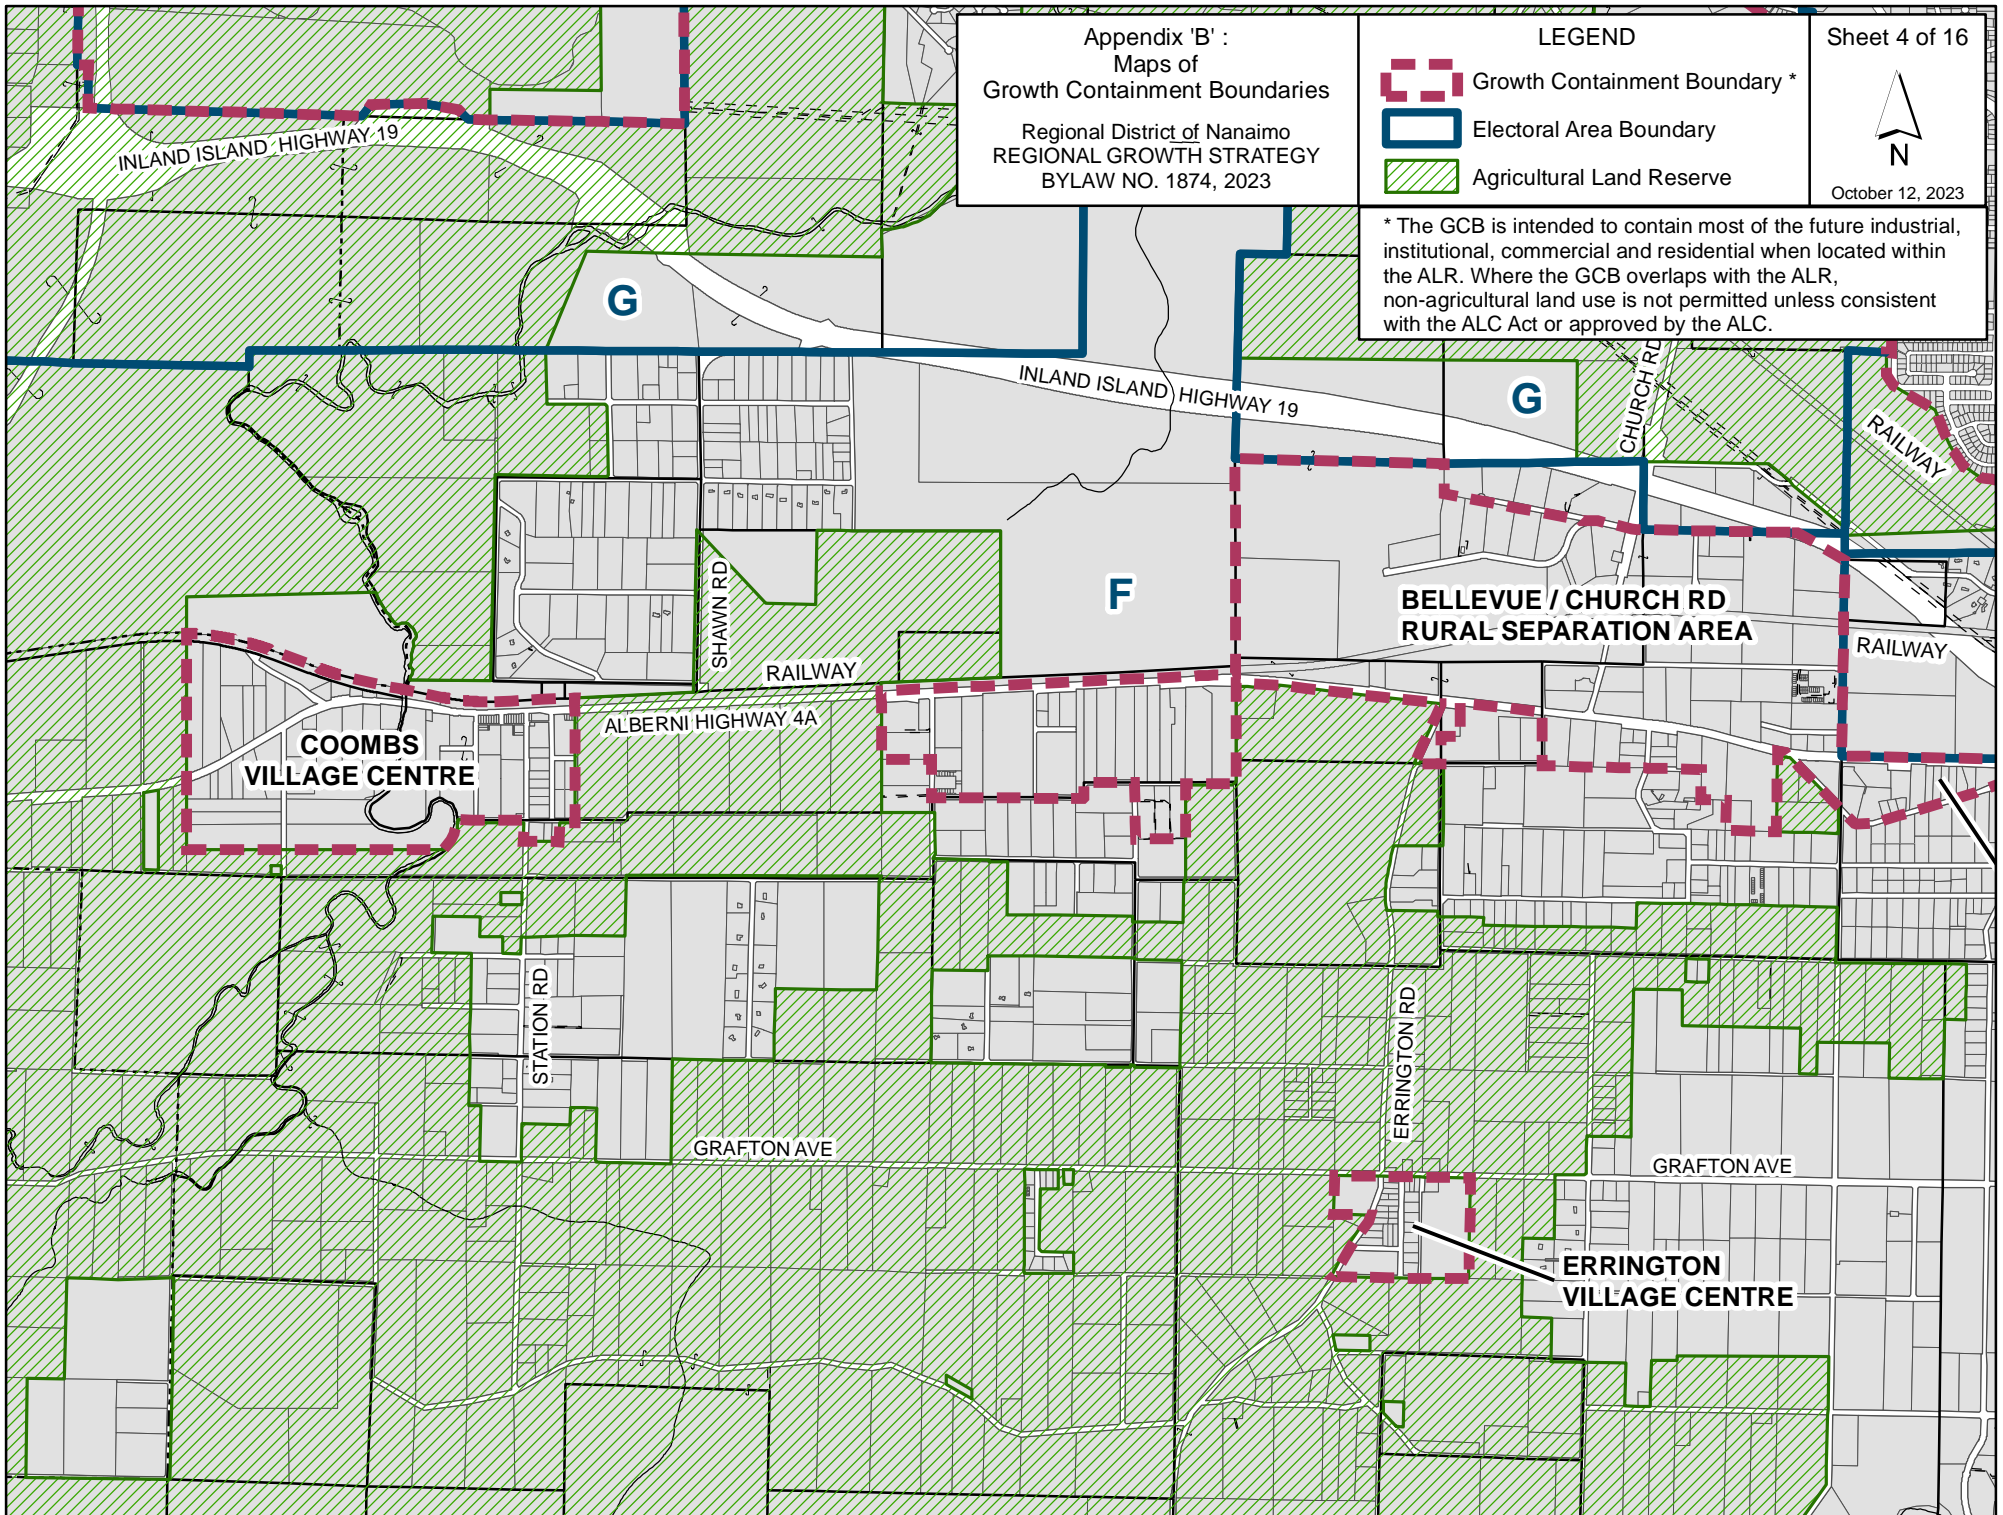 Appendix 'B' :
Maps of
Growth Containment Boundaries
Regional District of Nanaimo
REGIONAL GROWTH STRATEGY
BYLAW NO. 1874, 2023
LEGEND
Growth Containment Boundary *
Electoral Area Boundary
Agricultural Land Reserve
Sheet 4 of 16
N
October 12, 2023
* The GCB is intended to contain most of the future industrial,
institutional, commercial and residential when located within
the ALR. Where the GCB overlaps with the ALR,
non-agricultural land use is not permitted unless consistent
with the ALC Act or approved by the ALC.
INLAND ISLAND HIGHWAY 19
G
INLAND ISLAND HIGHWAY 19
G
CHURCH RD
RAILWAY
F
BELLEVUE / CHURCH RD
RURAL SEPARATION AREA
SHAWN RD
RAILWAY
RAILWAY
ALBERNI HIGHWAY 4A
COOMBS
VILLAGE CENTRE
STATION RD
ERRINGTON RD
GRAFTON AVE
GRAFTON AVE
ERRINGTON
VILLAGE CENTRE